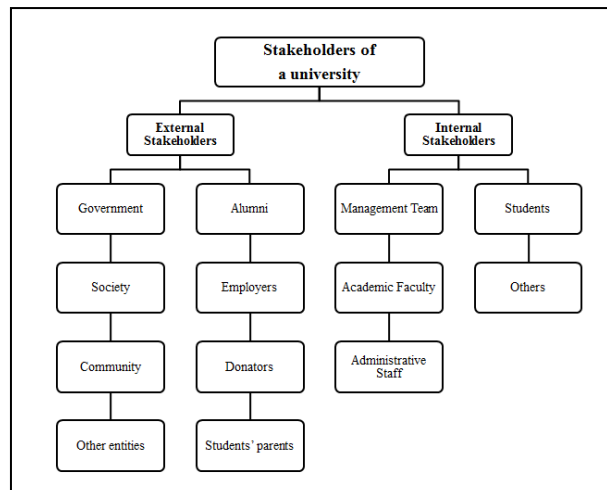 Stakeholders of
a university
External
Stakeholders
Internal
Stakeholders
Government
Alumni
Management Team
Students
Society
Employers
Academic Faculty
Others
Community
Donators
Administrative
Staff
Other entities
Students’ parents